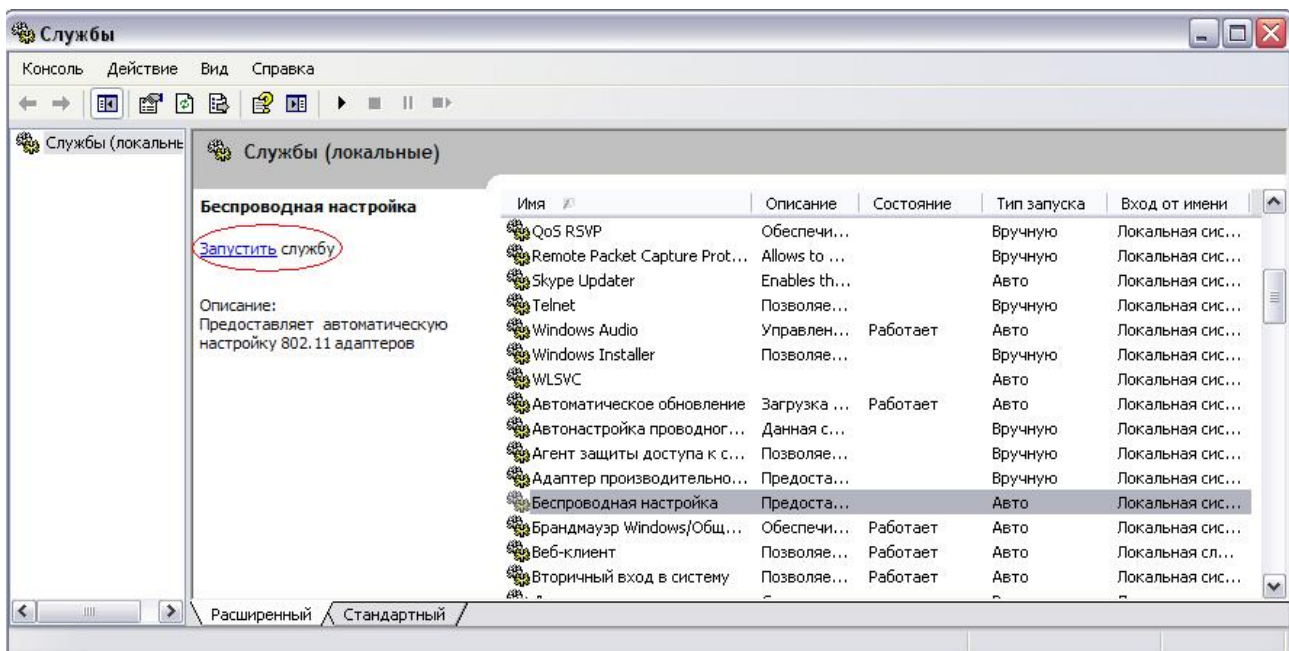 Службы
Консоль Действие Вид Справка
Службы (локальне
Службы (локальные)
Беспроводная настройка
Запустить службу
Описание:
Предоставляет автоматическую
настройку 802.11 адаптеров
Имя Описание Состояние Тип запуска Вход от имени
QoS RSVP Обеспечи... Вручную Локальная сис...
Remote Packet Capture Prot... Allows to ... Вручную Локальная сис...
Skype Updater Enables th... Авто Локальная сис...
Telnet Позволяе... Вручную Локальная сис...
Windows Audio Управлен... Работает Авто Локальная сис...
Windows Installer Позволяе... Вручную Локальная сис...
WLSVC Авто Локальная сис...
Автоматическое обновление Загрузка ... Работает Авто Локальная сис...
Автонастройка проводног... Данная с... Вручную Локальная сис...
Агент защиты доступа к с... Позволяе... Вручную Локальная сис...
Адаптер производительно... Предоста... Вручную Локальная сис...
Беспроводная настройка Предоста... Авто Локальная сис...
Брандмауэр Windows/Общ... Обеспечи... Работает Авто Локальная сис...
Веб-клиент Позволяе... Работает Авто Локальная сл...
Вторичный вход в систему Позволяе... Работает Авто Локальная сис...
Расширенный Стандартный